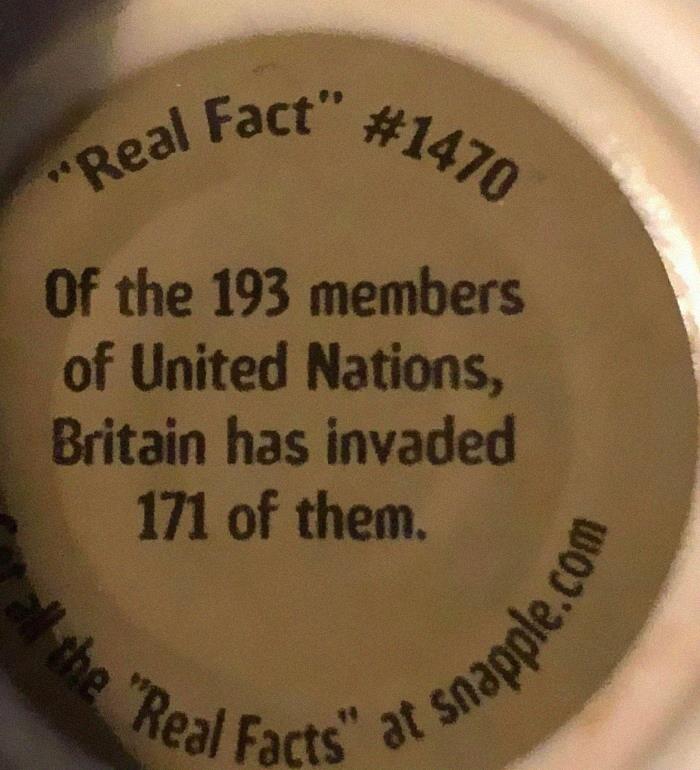 "Real Fact" #1470
Of the 193 members
of United Nations,
Britain has invaded
171 of them.
all the "Real Facts" at snapple.com